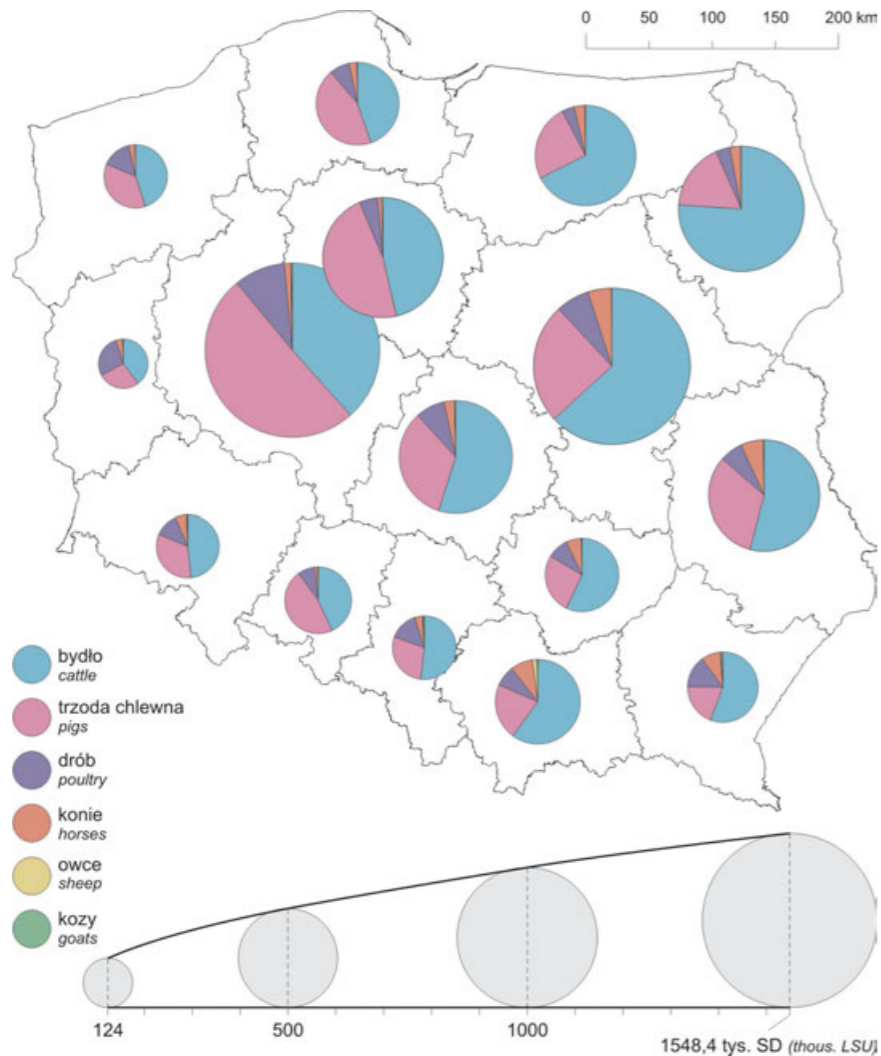 0 50 100 150 200 km
bydło
cattle
trzoda chlewna
pigs
drób
poultry
konie
horses
owce
sheep
kozy
goats
124 500 1000
1548,4 tys. SD (thous. LSU)